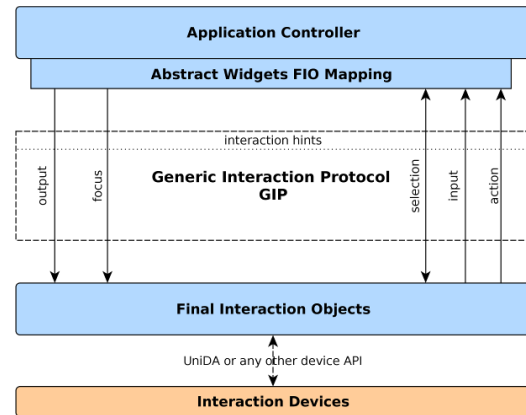 Application Controller
Abstract Widgets FIO Mapping
interaction hints
Generic Interaction Protocol
GIP
output
focus
selection
input
action
Final Interaction Objects
UniDA or any other device API
Interaction Devices